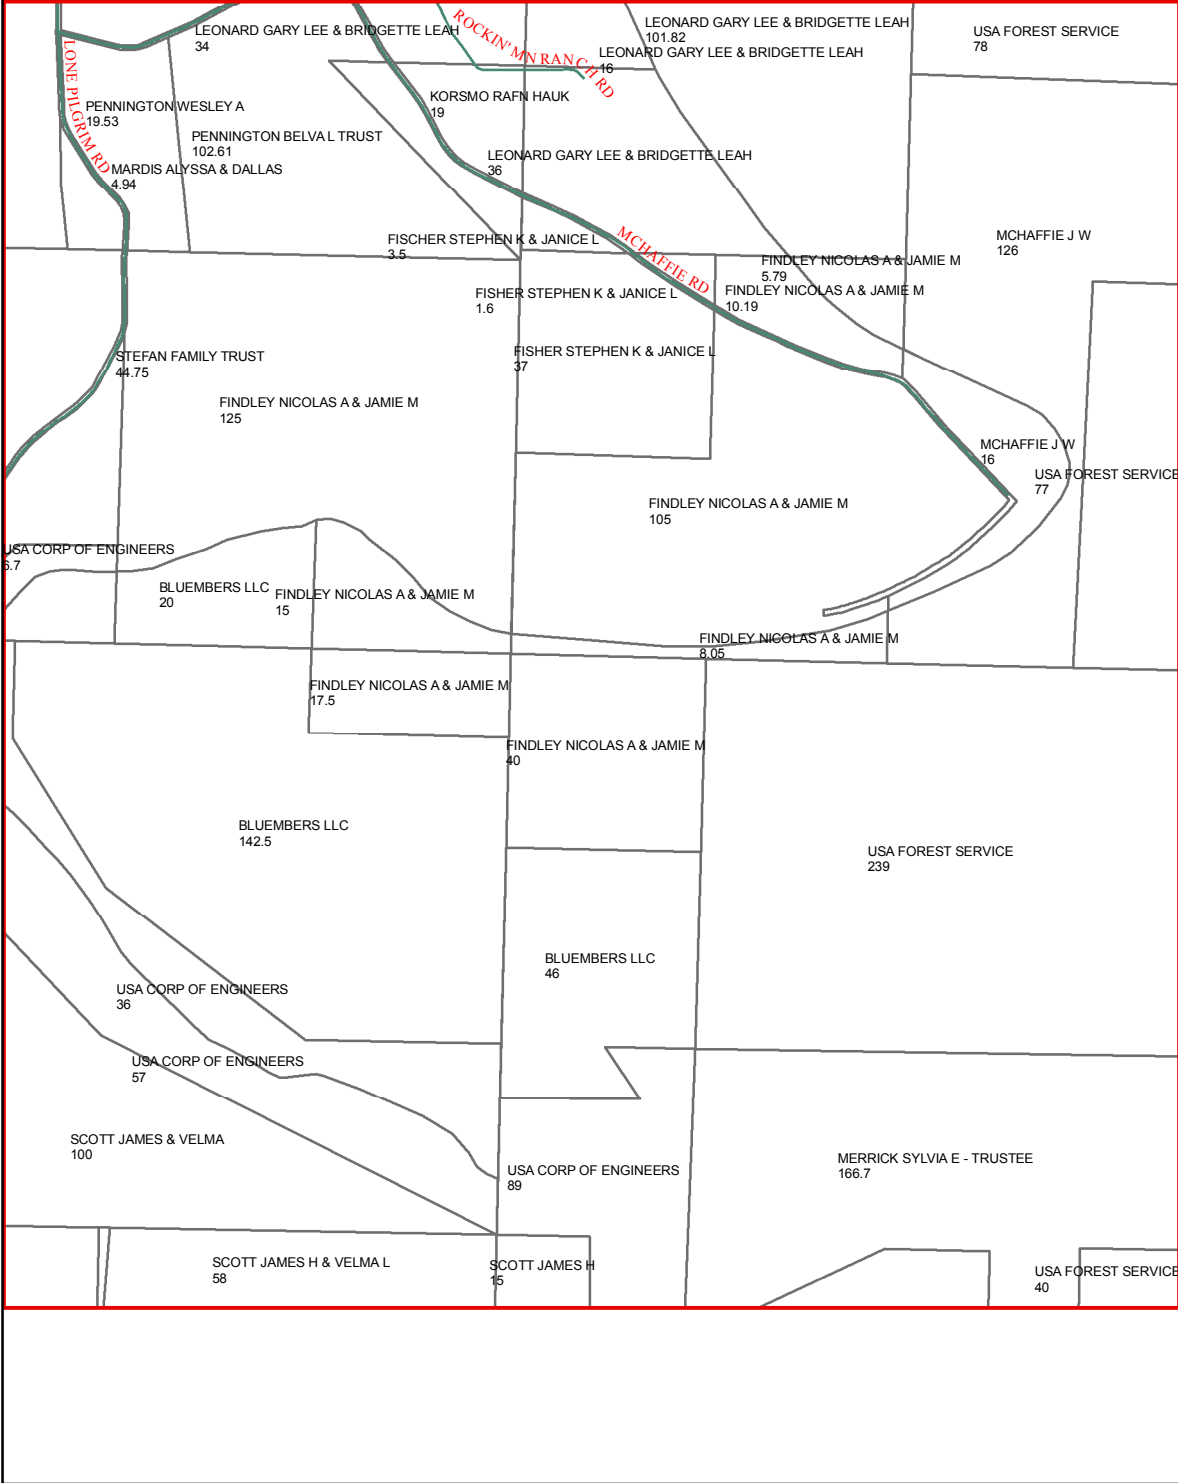 LEONARD GARY LEE & BRIDGETTE LEAH
34
ROCKIN' MN RANCH RD
LEONARD GARY LEE & BRIDGETTE LEAH
101.82
USA FOREST SERVICE
78
LEONARD GARY LEE & BRIDGETTE LEAH
16
LONE PILGRIM RD
PENNINGTON WESLEY A
19.53
KORSMO RAFN HAUK
19
PENNINGTON BELVA L TRUST
102.61
LEONARD GARY LEE & BRIDGETTE LEAH
36
MARDIS ALYSSA & DALLAS
4.94
FISCHER STEPHEN K & JANICE L
3.5
MCHAFFIE RD
MCHAFFIE J W
126
FINDLEY NICOLAS A & JAMIE M
5.79
FISHER STEPHEN K & JANICE L
1.6
FINDLEY NICOLAS A & JAMIE M
10.19
STEFAN FAMILY TRUST
44.75
FISHER STEPHEN K & JANICE L
37
FINDLEY NICOLAS A & JAMIE M
125
MCHAFFIE J W
16
USA FOREST SERVICE
77
FINDLEY NICOLAS A & JAMIE M
105
USA CORP OF ENGINEERS
6.7
BLUEMBERS LLC
20
FINDLEY NICOLAS A & JAMIE M
15
FINDLEY NICOLAS A & JAMIE M
8.05
FINDLEY NICOLAS A & JAMIE M
17.5
FINDLEY NICOLAS A & JAMIE M
40
BLUEMBERS LLC
142.5
USA FOREST SERVICE
239
BLUEMBERS LLC
46
USA CORP OF ENGINEERS
36
USA CORP OF ENGINEERS
57
SCOTT JAMES & VELMA
100
USA CORP OF ENGINEERS
89
MERRICK SYLVIA E - TRUSTEE
166.7
SCOTT JAMES H & VELMA L
58
SCOTT JAMES H
15
USA FOREST SERVICE
40